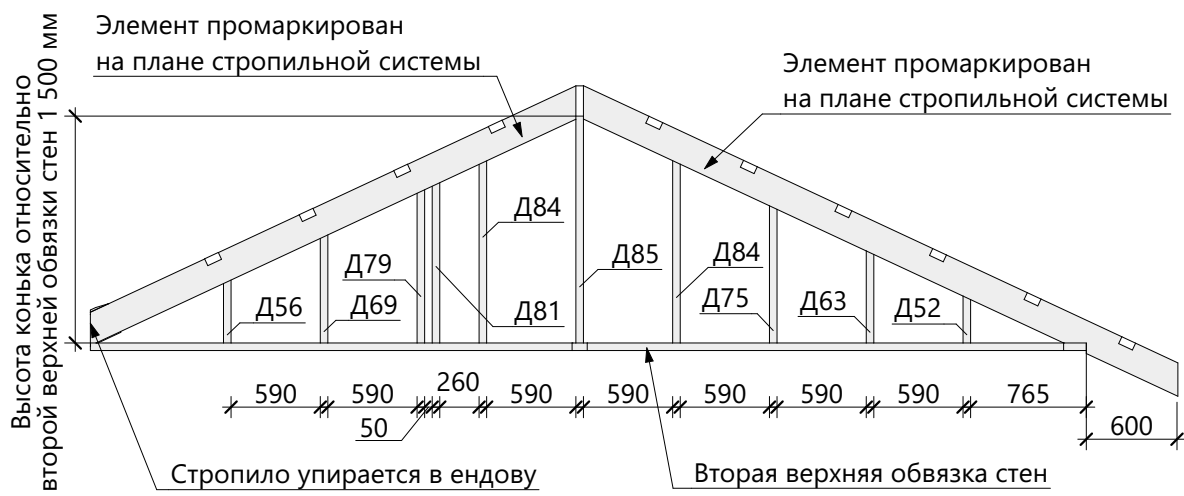 Элемент промаркирован
на плане стропильной системы
Элемент промаркирован
на плане стропильной системы
Высота конька относительно
второй верхней обвязки стен 1 500 мм
Д84
Д85
Д84
Д79
Д75
Д63
Д52
Д56
Д69
Д81
590
590
260
590
590
590
590
590
765
50
600
Стропило упирается в ендову
Вторая верхняя обвязка стен